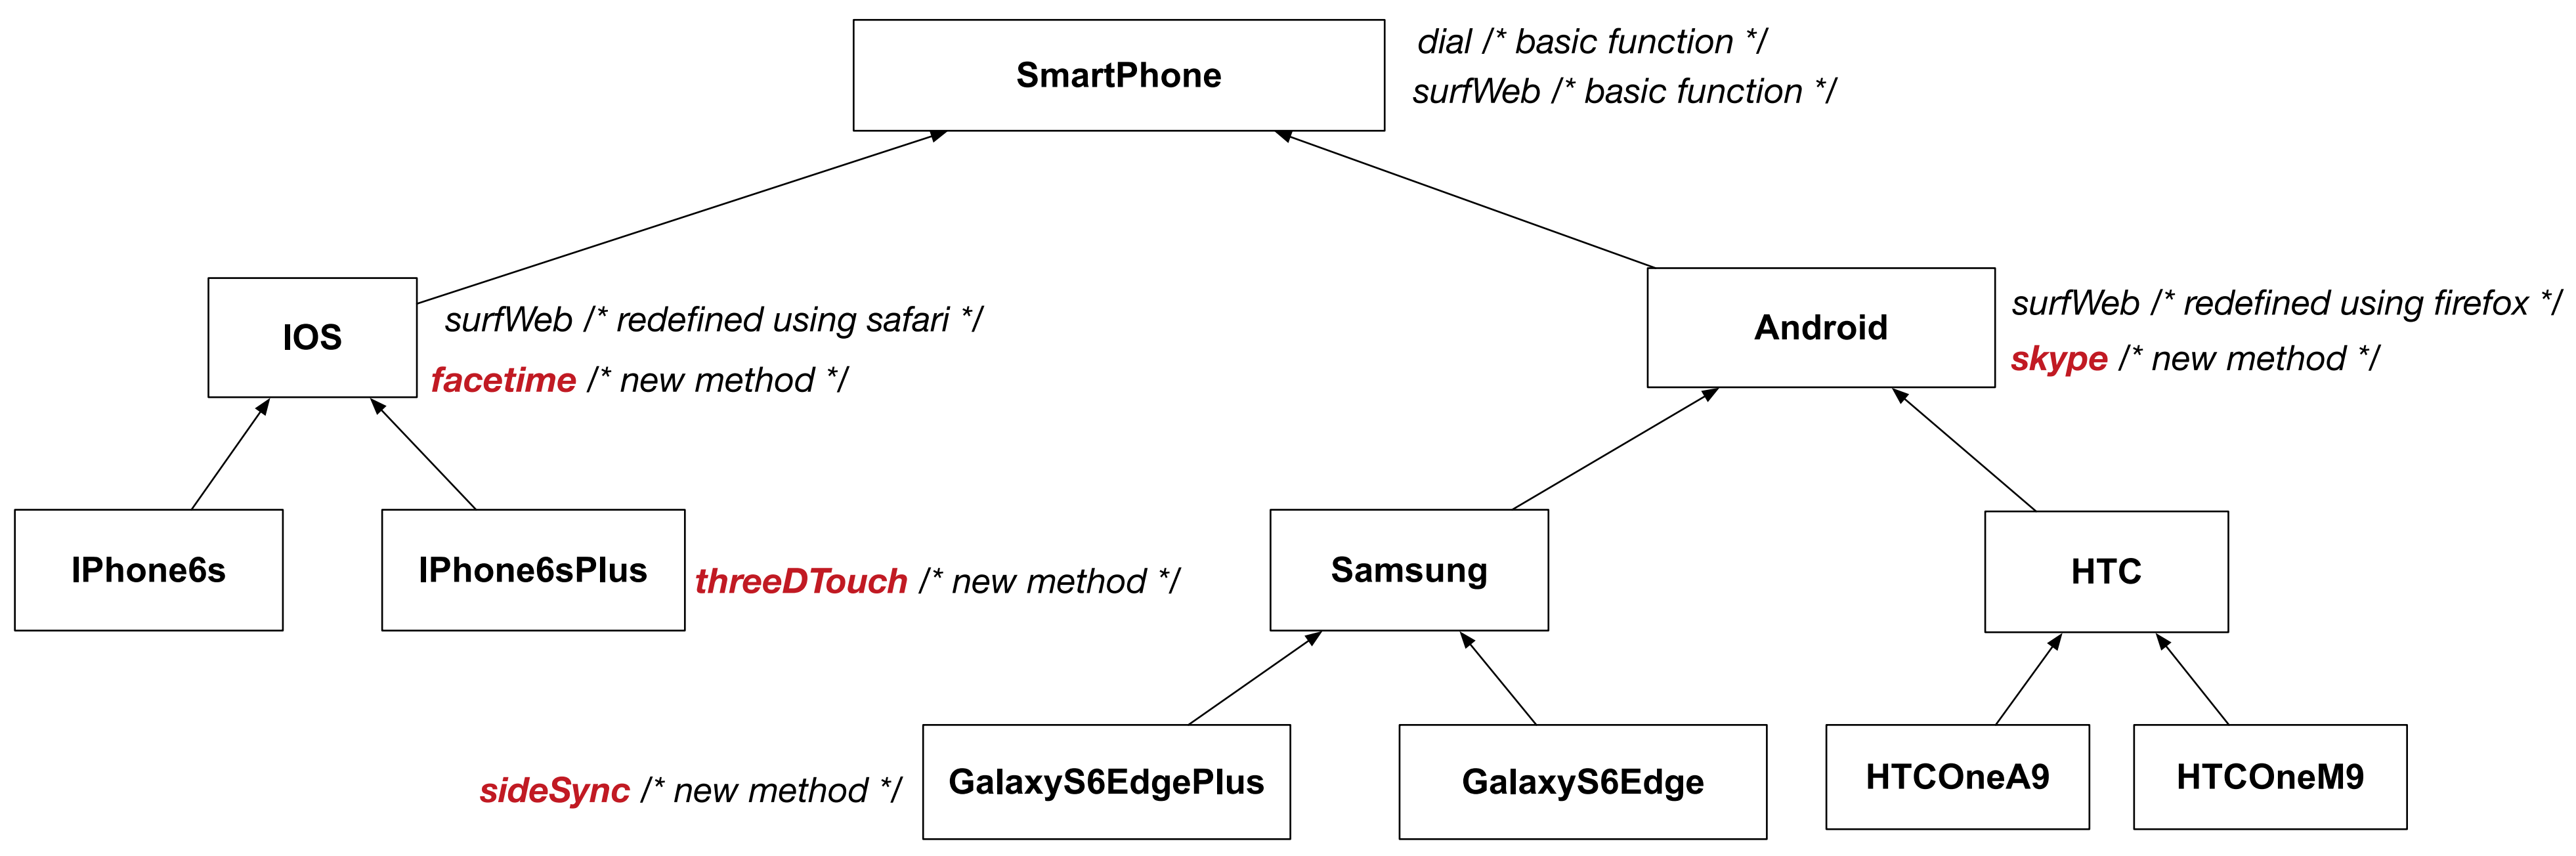 SmartPhone
dial /* basic function */
surfWeb /* basic function */
IOS
surfWeb /* redefined using safari */
facetime /* new method */
Android
surfWeb /* redefined using firefox */
skype /* new method */
IPhone6s
IPhone6sPlus
threeDTouch /* new method */
Samsung
HTC
sideSync /* new method */
GalaxyS6EdgePlus
GalaxyS6Edge
HTCOneA9
HTCOneM9